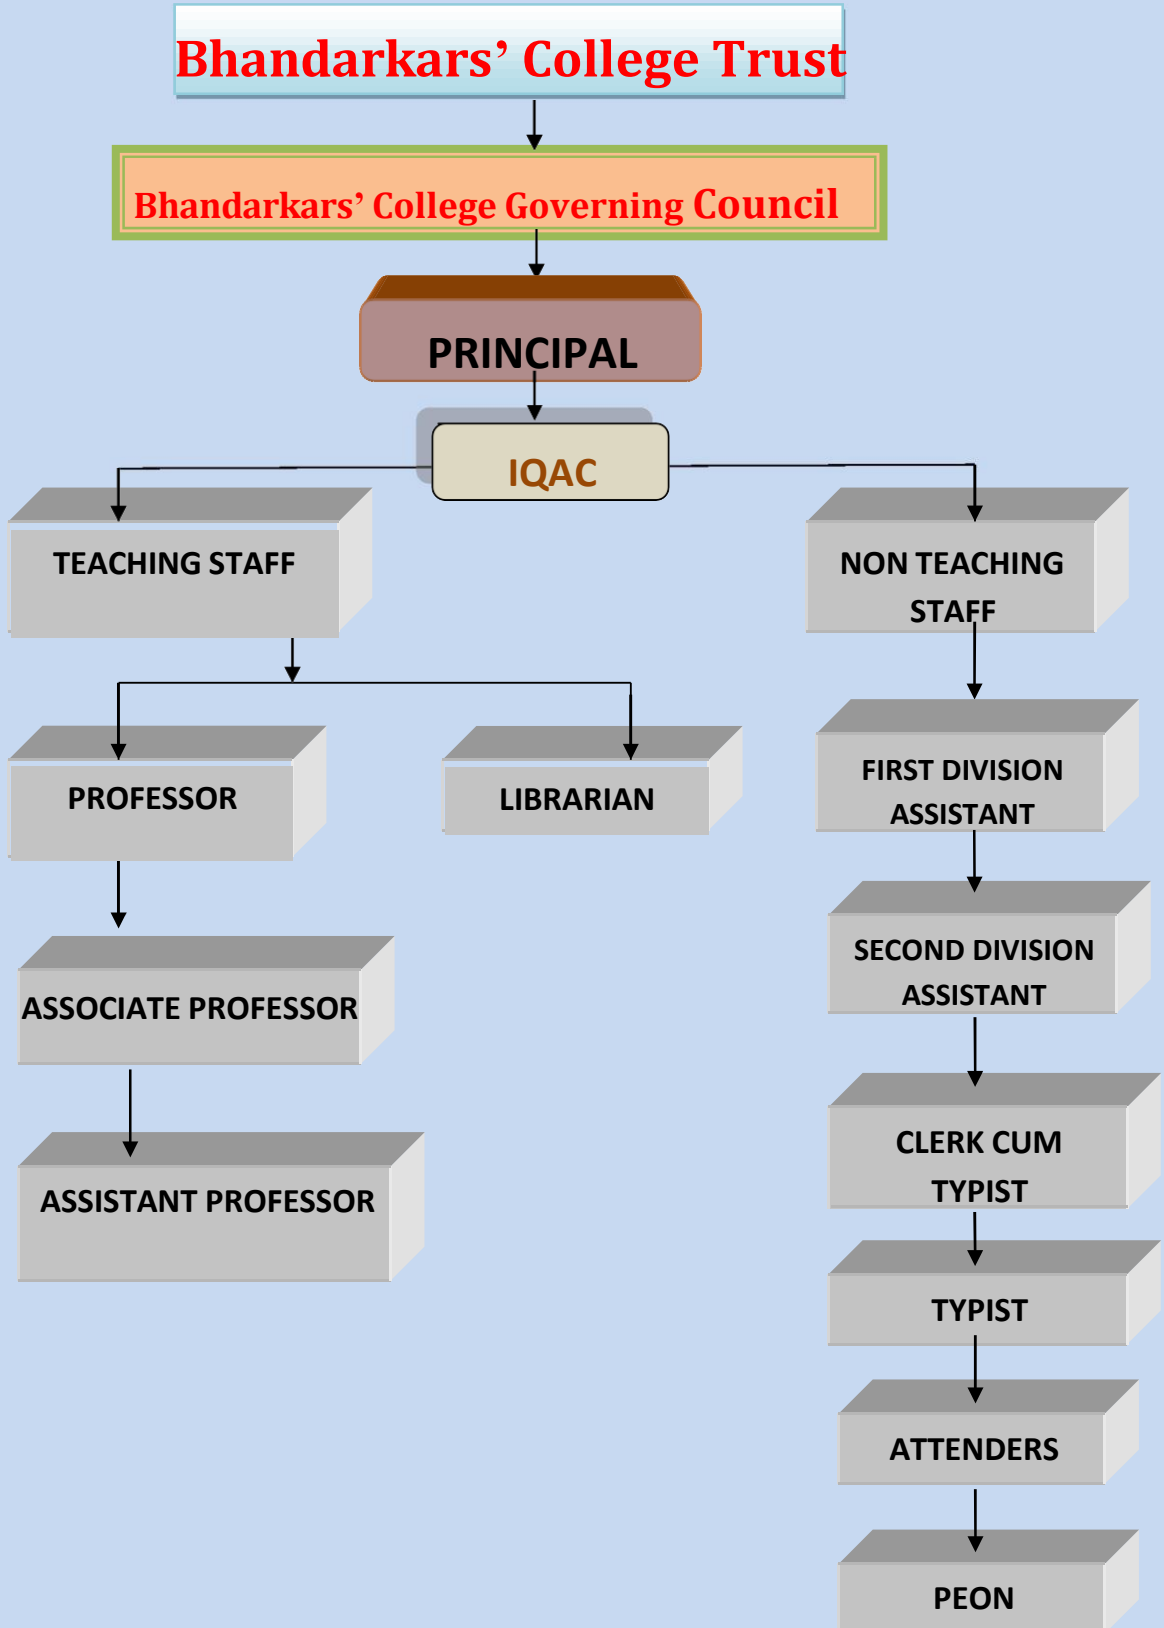 Bhandarkars’ College Trust
Bhandarkars’ College Governing Council
PRINCIPAL
IQAC
TEACHING STAFF
NON TEACHING
STAFF
PROFESSOR
LIBRARIAN
FIRST DIVISION
ASSISTANT
ASSOCIATE PROFESSOR
SECOND DIVISION
ASSISTANT
ASSISTANT PROFESSOR
CLERK CUM
TYPIST
TYPIST
ATTENDERS
PEON